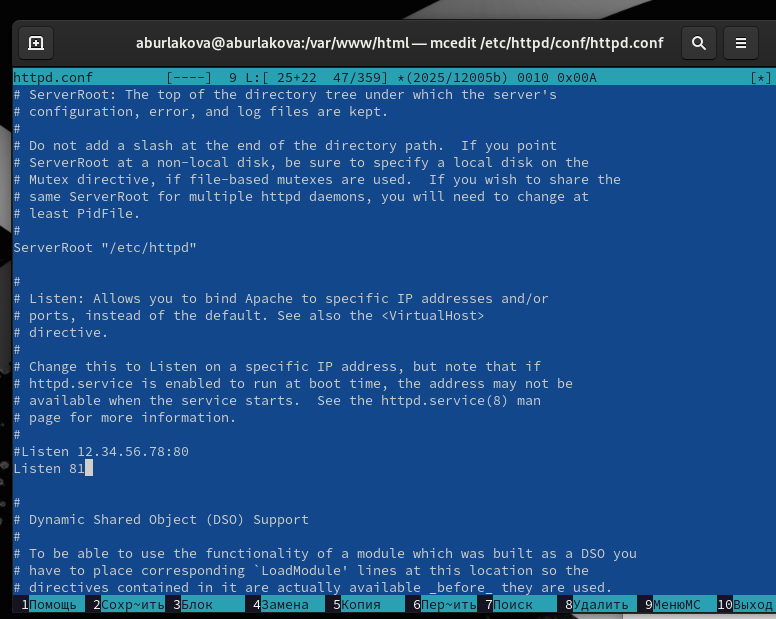 aburlakova@aburlakova:/var/www/html — mcedit /etc/httpd/conf/httpd.conf
httpd.conf         [----]  9 L:[ 25+22  47/359] *(2025/12005b) 0010 0x00A                   [*]
# ServerRoot: The top of the directory tree under which the server's
# configuration, error, and log files are kept.
#
# Do not add a slash at the end of the directory path.  If you point
# ServerRoot at a non-local disk, be sure to specify a local disk on the
# Mutex directive, if file-based mutexes are used.  If you wish to share the
# same ServerRoot for multiple httpd daemons, you will need to change at
# least PidFile.
#
ServerRoot "/etc/httpd"

#
# Listen: Allows you to bind Apache to specific IP addresses and/or
# ports, instead of the default. See also the <VirtualHost>
# directive.
#
# Change this to Listen on a specific IP address, but note that if
# httpd.service is enabled to run at boot time, the address may not be
# available when the service starts.  See the httpd.service(8) man
# page for more information.
#
#Listen 12.34.56.78:80
Listen 81

#
# Dynamic Shared Object (DSO) Support
#
# To be able to use the functionality of a module which was built as a DSO you
# have to place corresponding `LoadModule' lines at this location so the
# directives contained in it are actually available _before_ they are used.
1Помощь 2Сохр~ить 3Блок 4Замена 5Копия 6Пер~ить 7Поиск 8Удалить 9МенюMC 10Выход